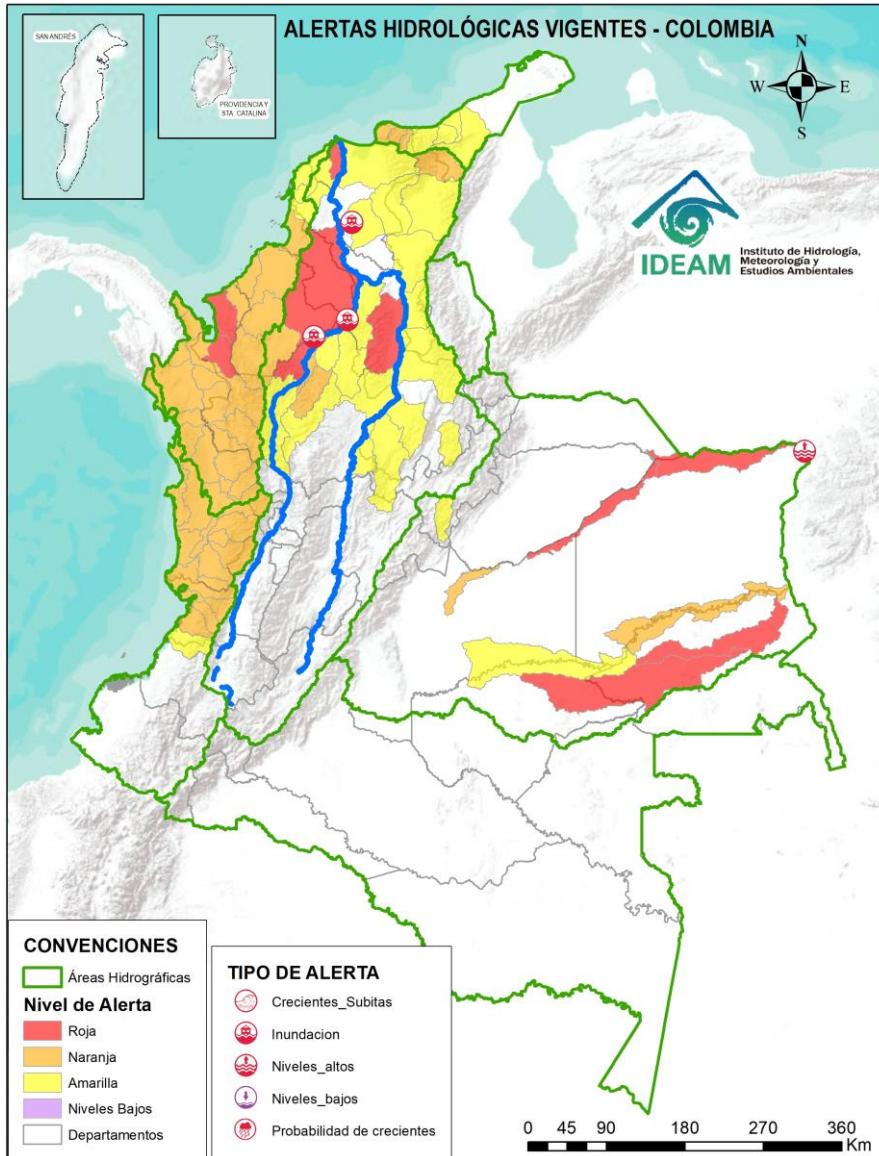 ALERTAS HIDROLÓGICAS VIGENTES - COLOMBIA
SAN ANDRÉS
PROVIDENCIA Y
STA. CATALINA
N
W
E
S
IDEAM
Instituto de Hidrología,
Meteorología y
Estudios Ambientales
CONVENCIONES
Áreas Hidrográficas
Nivel de Alerta
Roja
Naranja
Amarilla
Niveles Bajos
Departamentos
TIPO DE ALERTA
Crecientes_Subitas
Inundacion
Niveles_altos
Niveles_bajos
Probabilidad de crecientes
0 45 90 180 270 360
Km